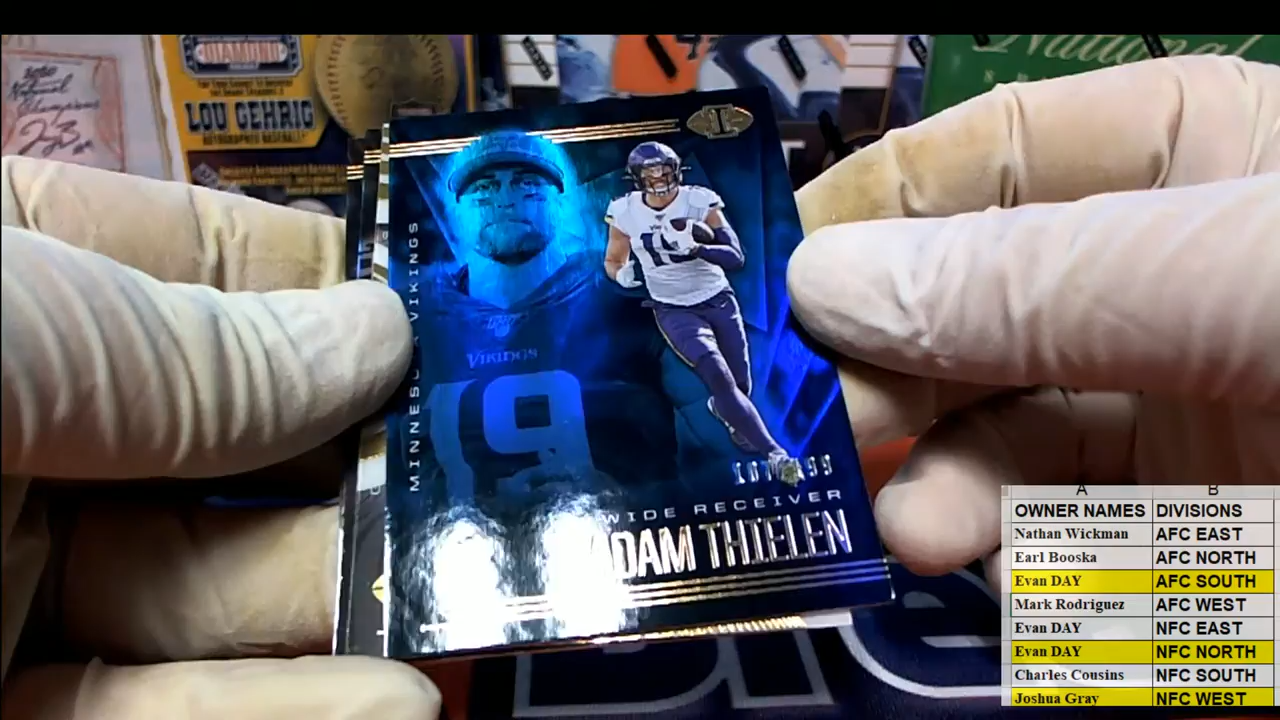 National
DIAMOND
LOU GEHRIG
MINNESOTA VIKINGS
I
VIKINGS
19
19
WIDE RECEIVER
ADAM THIELEN
A B
OWNER NAMES DIVISIONS
Nathan Wickman AFC EAST
Earl Booska AFC NORTH
Evan DAY AFC SOUTH
Mark Rodriguez AFC WEST
Evan DAY NFC EAST
Evan DAY NFC NORTH
Charles Cousins NFC SOUTH
Joshua Gray NFC WEST